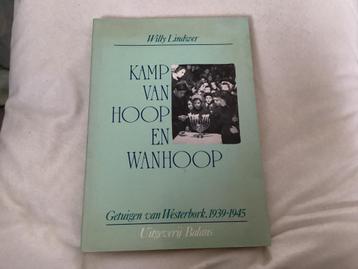 Willy Lindwer
KAMP
VAN
HOOP
EN
WANHOOP
Getuigen van Westerbork, 1939-1945
Uitgeverij Balans